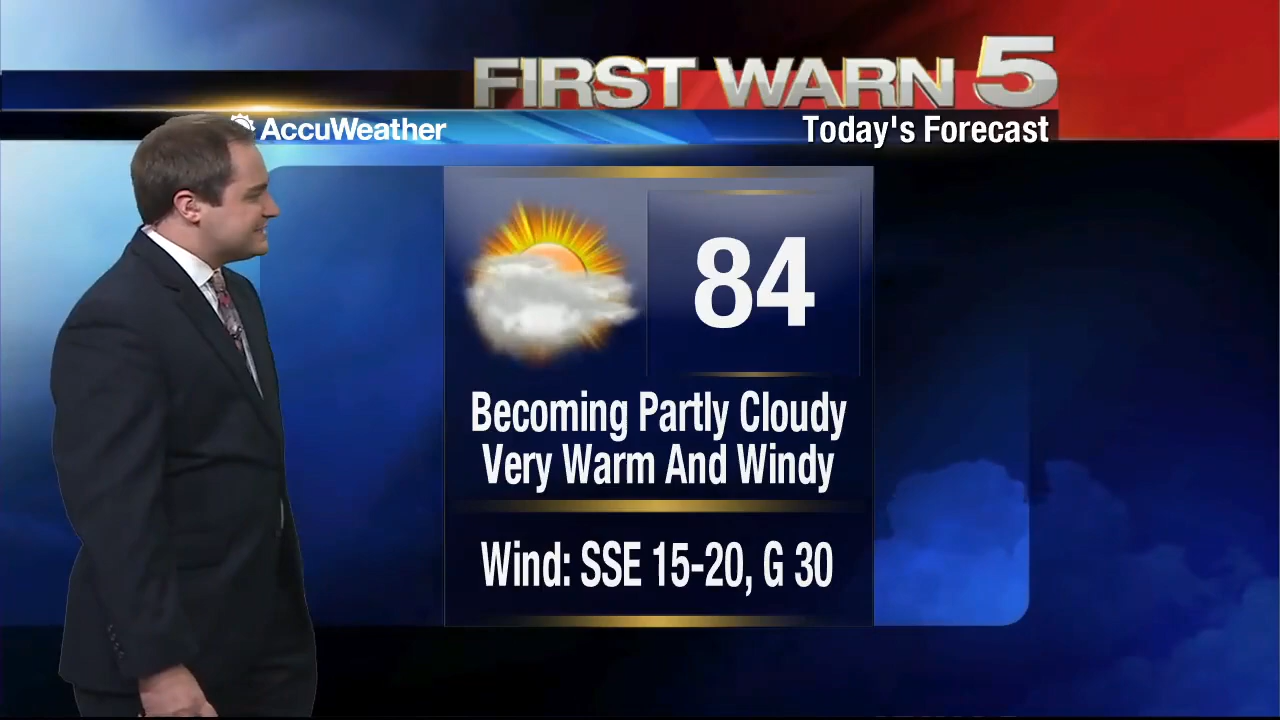 FIRST WARN 5
AccuWeather
Today's Forecast
84
Becoming Partly Cloudy
Very Warm And Windy
Wind: SSE 15-20, G 30